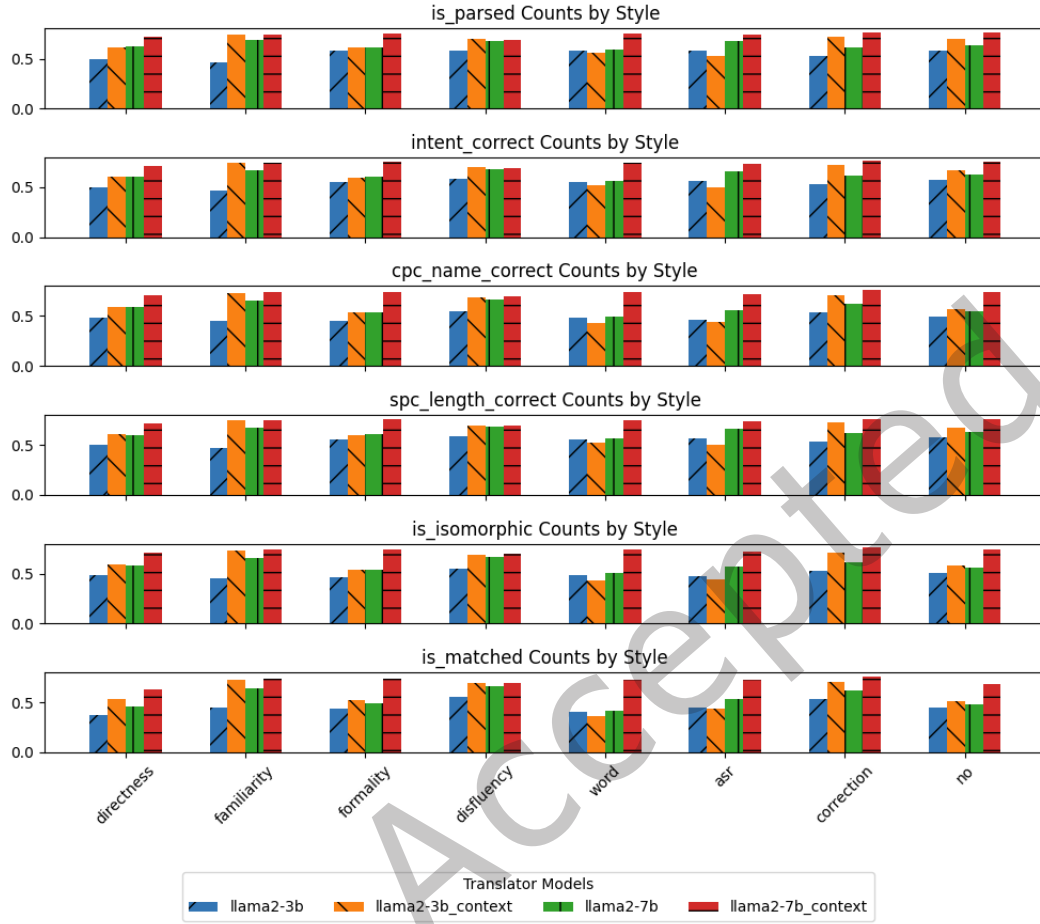 is_parsed Counts by Style
0.5
0.0
intent_correct Counts by Style
0.5
0.0
cpc_name_correct Counts by Style
0.5
0.0
spc_length_correct Counts by Style
0.5
0.0
is_isomorphic Counts by Style
0.5
0.0
is_matched Counts by Style
0.5
0.0
directness familiarity formality disfluency word asr correction no
Accepted
Translator Models
llama2-3b llama2-3b_context llama2-7b llama2-7b_context